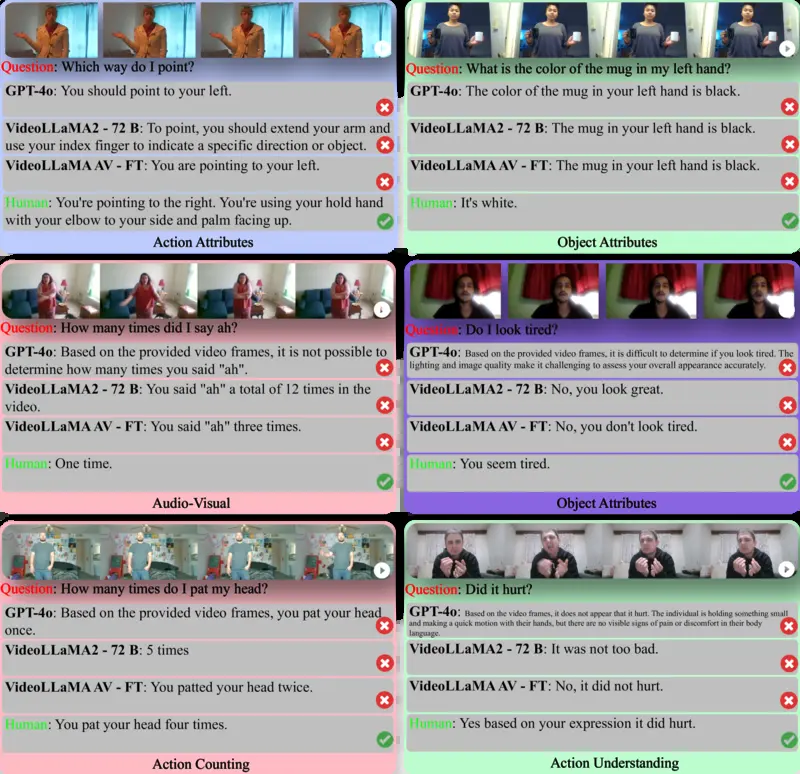 Question: Which way do I point?
GPT-4o: You should point to your left.
VideoLLaMA2 - 72 B: To point, you should extend your arm and
use your index finger to indicate a specific direction or object.
VideoLLaMA AV - FT: You are pointing to your left.
Human: You're pointing to the right. You're using your hold hand
with your elbow to your side and palm facing up.
Action Attributes
Question: What is the color of the mug in my left hand?
GPT-4o: The color of the mug in your left hand is black.
VideoLLaMA2 - 72 B: The mug in your left hand is black.
VideoLLaMA AV - FT: The mug in your left hand is black.
Human: It's white.
Object Attributes
Question: How many times did I say ah?
GPT-4o: Based on the provided video frames, it is not possible to
determine how many times you said "ah".
VideoLLaMA2 - 72 B: You said "ah" a total of 12 times in the
video.
VideoLLaMA AV - FT: You said "ah" three times.
Human: One time.
Audio-Visual
Question: Do I look tired?
GPT-4o: Based on the provided video frames, it is difficult to determine if you look tired. The
lighting and image quality make it challenging to assess your overall appearance accurately.
VideoLLaMA2 - 72 B: No, you look great.
VideoLLaMA AV - FT: No, you don't look tired.
Human: You seem tired.
Object Attributes
Question: How many times do I pat my head?
GPT-4o: Based on the provided video frames, you pat your head
once.
VideoLLaMA2 - 72 B: 5 times
VideoLLaMA AV - FT: You patted your head twice.
Human: You pat your head four times.
Action Counting
Question: Did it hurt?
GPT-4o: Based on the video frames, it does not appear that it hurt. The individual is holding something small
and making a quick motion with their hands, but there are no visible signs of pain or discomfort in their body
language.
VideoLLaMA2 - 72 B: It was not too bad.
VideoLLaMA AV - FT: No, it did not hurt.
Human: Yes based on your expression it did hurt.
Action Understanding